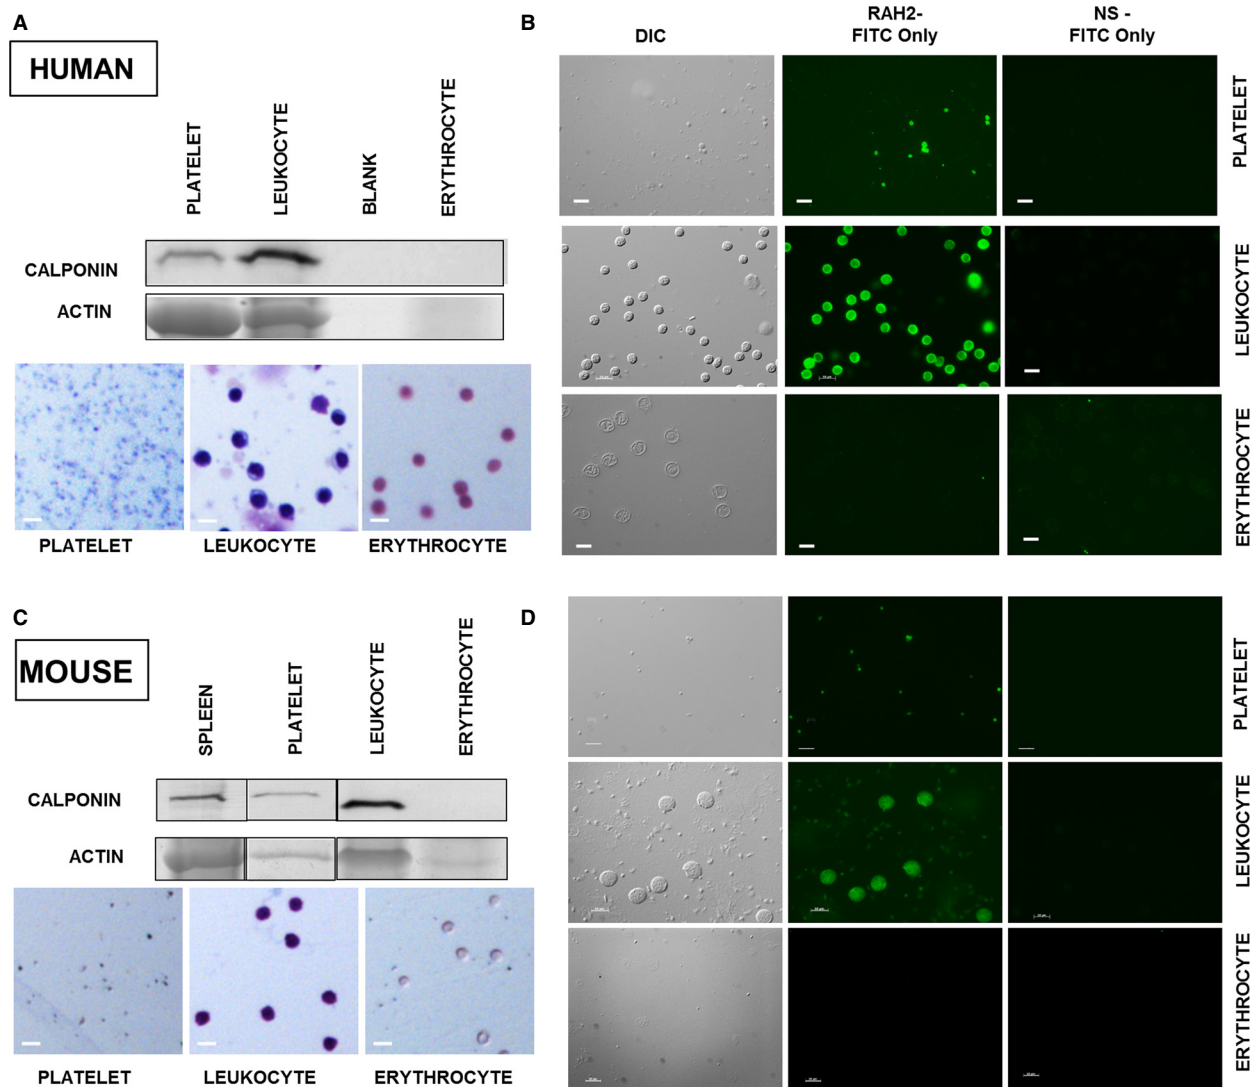 A
HUMAN
PLATELET
LEUKOCYTE
BLANK
ERYTHROCYTE
CALPONIN
ACTIN
PLATELET
LEUKOCYTE
ERYTHROCYTE
B
DIC
RAH2-
FITC Only
NS -
FITC Only
PLATELET
LEUKOCYTE
ERYTHROCYTE
C
MOUSE
SPLEEN
PLATELET
LEUKOCYTE
ERYTHROCYTE
CALPONIN
ACTIN
PLATELET
LEUKOCYTE
ERYTHROCYTE
D
PLATELET
LEUKOCYTE
ERYTHROCYTE